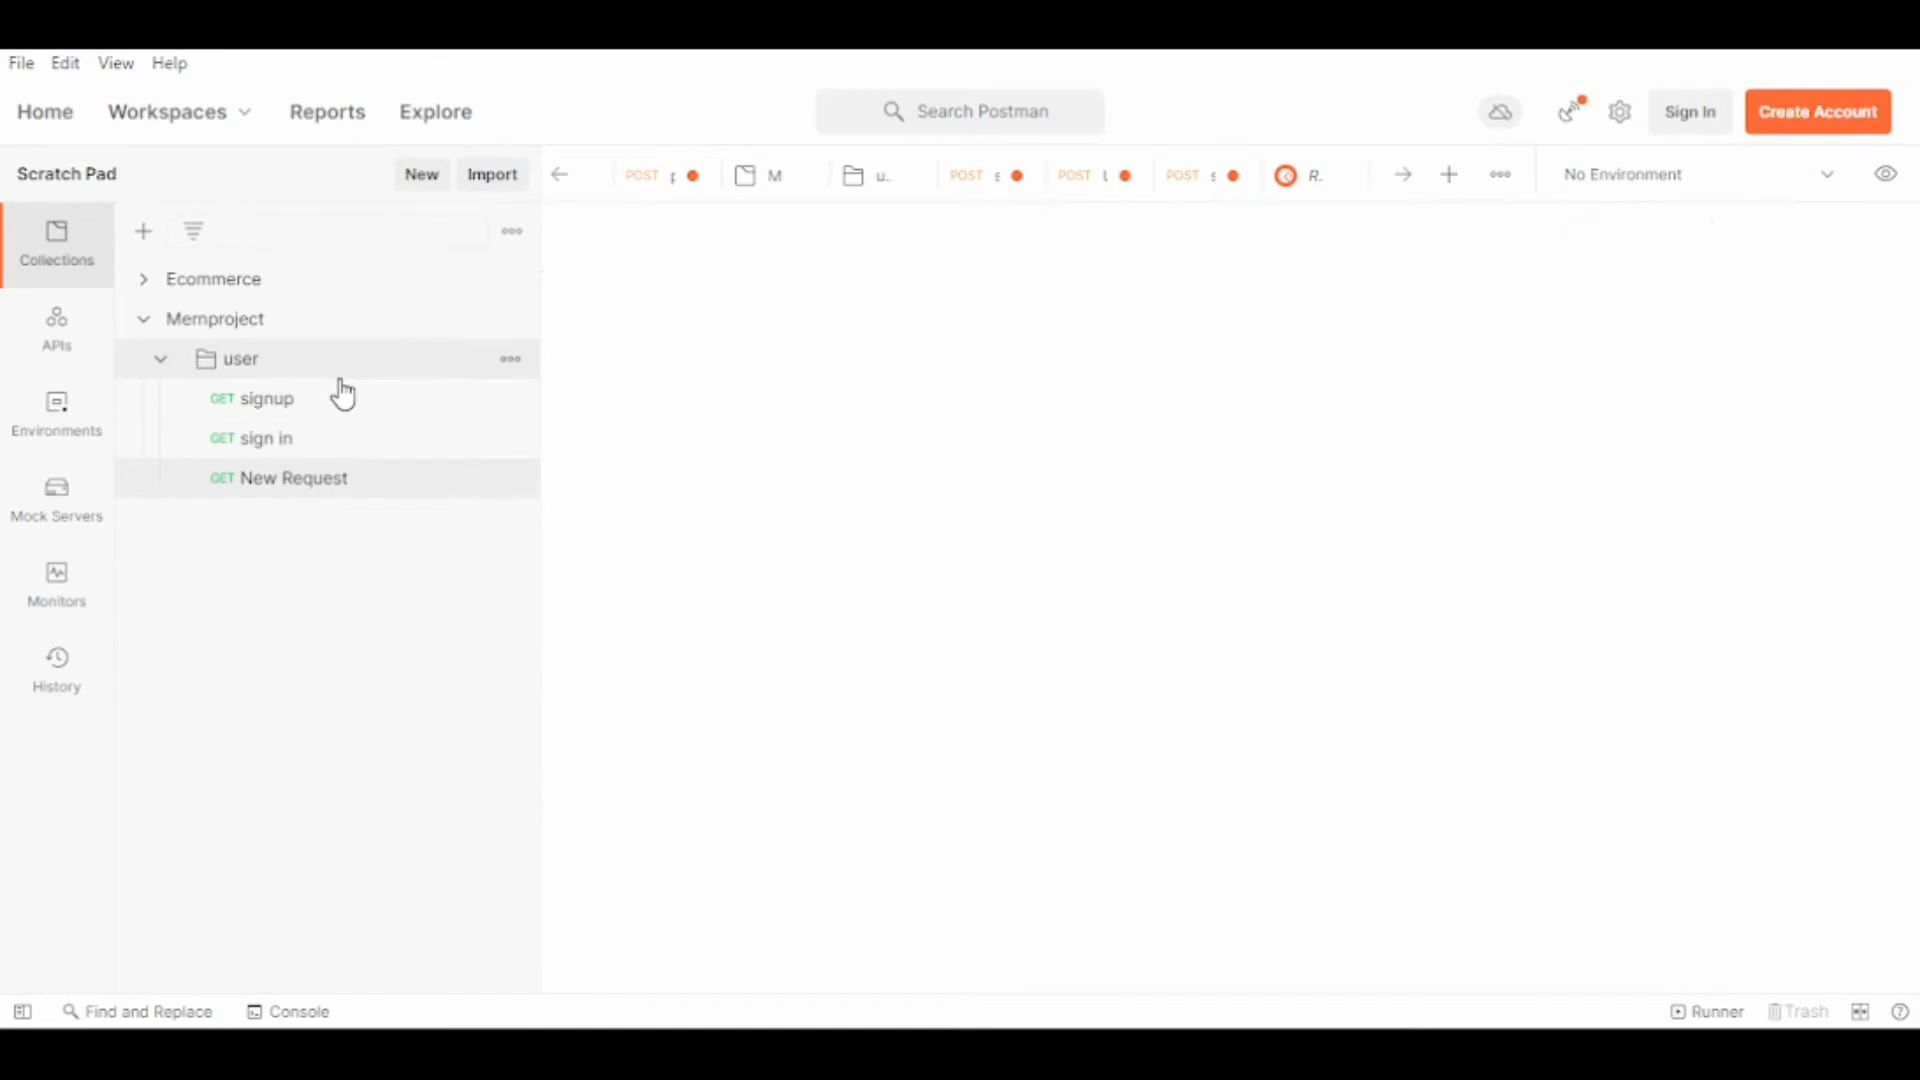 File Edit View Help
Home Workspaces Reports Explore Search Postman Sign In Create Account
Scratch Pad New Import POST M u.. POST POST POST R.. No Environment
Collections
Ecommerce
Mernproject
APIs
user
GET signup
Environments
GET sign in
GET New Request
Mock Servers
Monitors
History
Find and Replace Console Runner Trash